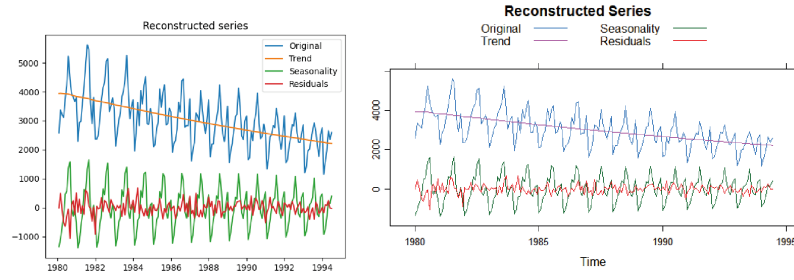 Reconstructed series
Original
Trend
Seasonality
Residuals
5000
4000
3000
2000
1000
0
−1000
1980 1982 1984 1986 1988 1990 1992 1994
Reconstructed Series
Original Seasonality
Trend Residuals
4000
2000
0
1980 1985 1990 1995
Time